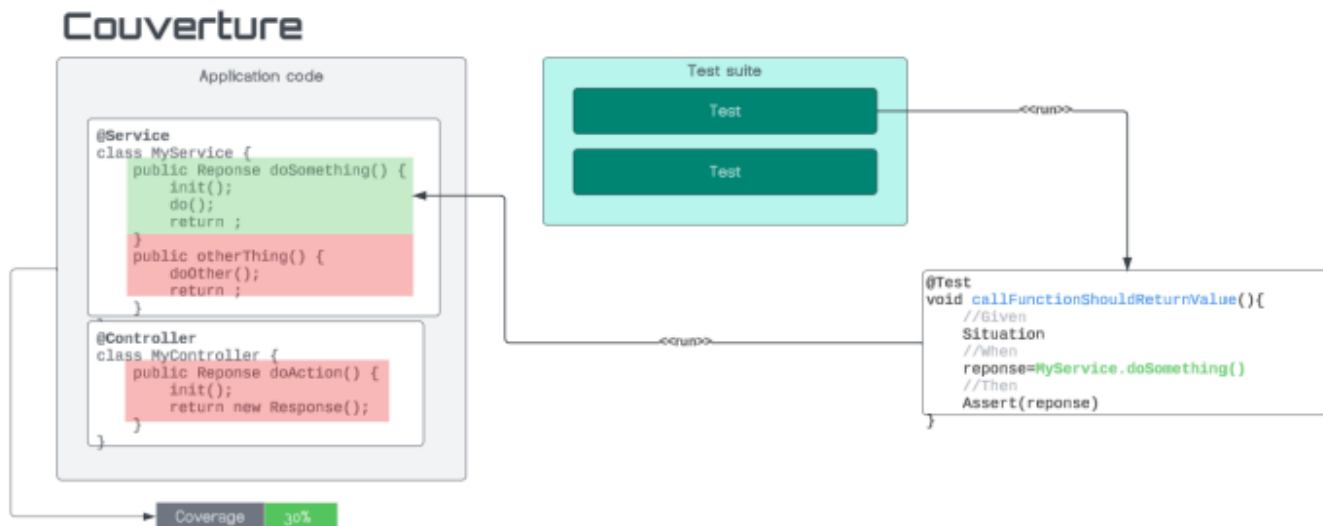 Couverture
Application code
@Service
class MyService {
public Reponse doSomething() {
init();
do();
return ;
}
public otherThing() {
doOther();
return ;
}
}
@Controller
class MyController {
public Reponse doAction() {
init();
return new Response();
}
}
Coverage 30%
Test suite
Test
Test
<<run>>
<<run>>
@Test
void callFunctionShouldReturnValue(){
//Given
Situation
//When
reponse=MyService.doSomething()
//Then
Assert(reponse)
}